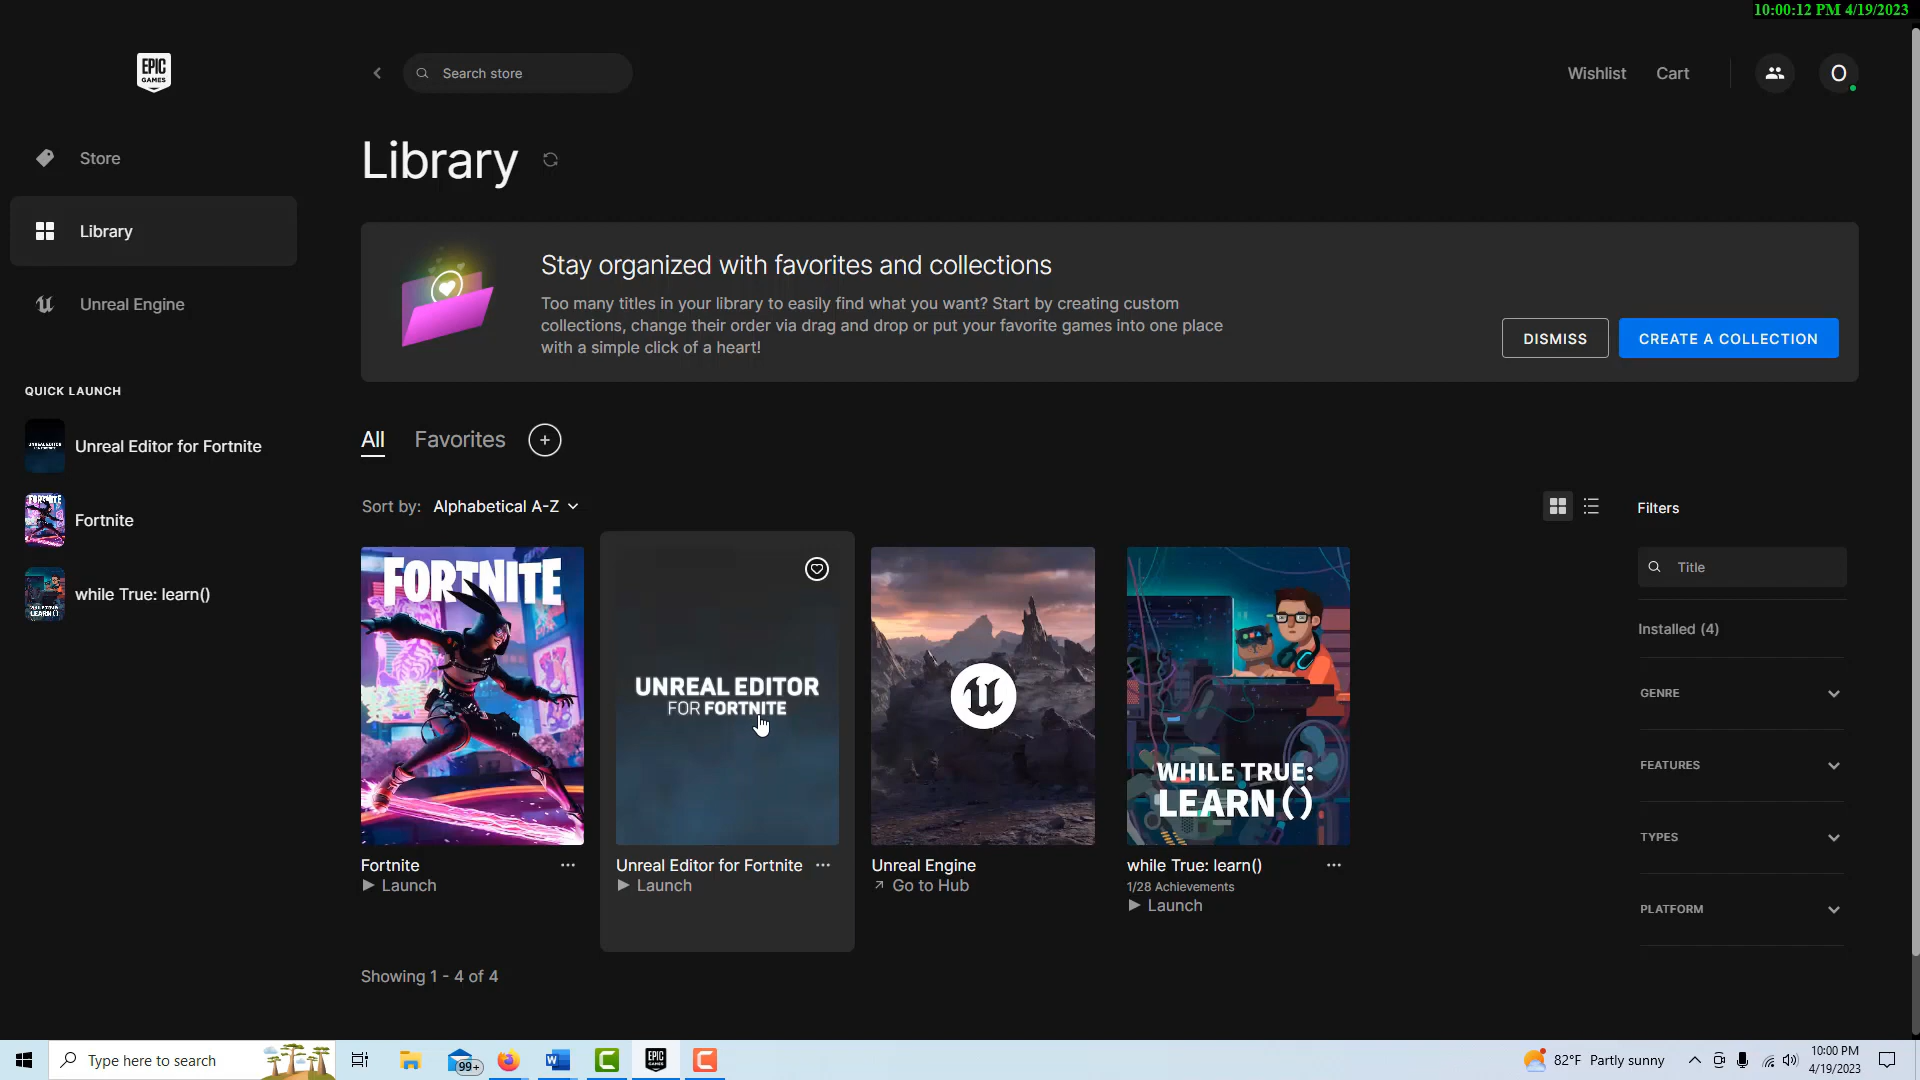 10:00:12 PM 4/19/2023
EPIC
GAMES
Search store
Wishlist
Cart
O
Store
Library
Unreal Engine
QUICK LAUNCH
Unreal Editor for Fortnite
Fortnite
while True: learn()
Library
Stay organized with favorites and collections
Too many titles in your library to easily find what you want? Start by creating custom
collections, change their order via drag and drop or put your favorite games into one place
with a simple click of a heart!
DISMISS
CREATE A COLLECTION
All
Favorites
Sort by: Alphabetical A-Z
FORTNITE
UNREAL EDITOR
FOR FORTNITE
WHILE TRUE:
LEARN()
Fortnite
Launch
Unreal Editor for Fortnite
Launch
Unreal Engine
Go to Hub
while True: learn()
1/28 Achievements
Launch
Showing 1 - 4 of 4
Filters
Title
Installed (4)
GENRE
FEATURES
TYPES
PLATFORM
Type here to search
99+
82°F Partly sunny
10:00 PM
4/19/2023